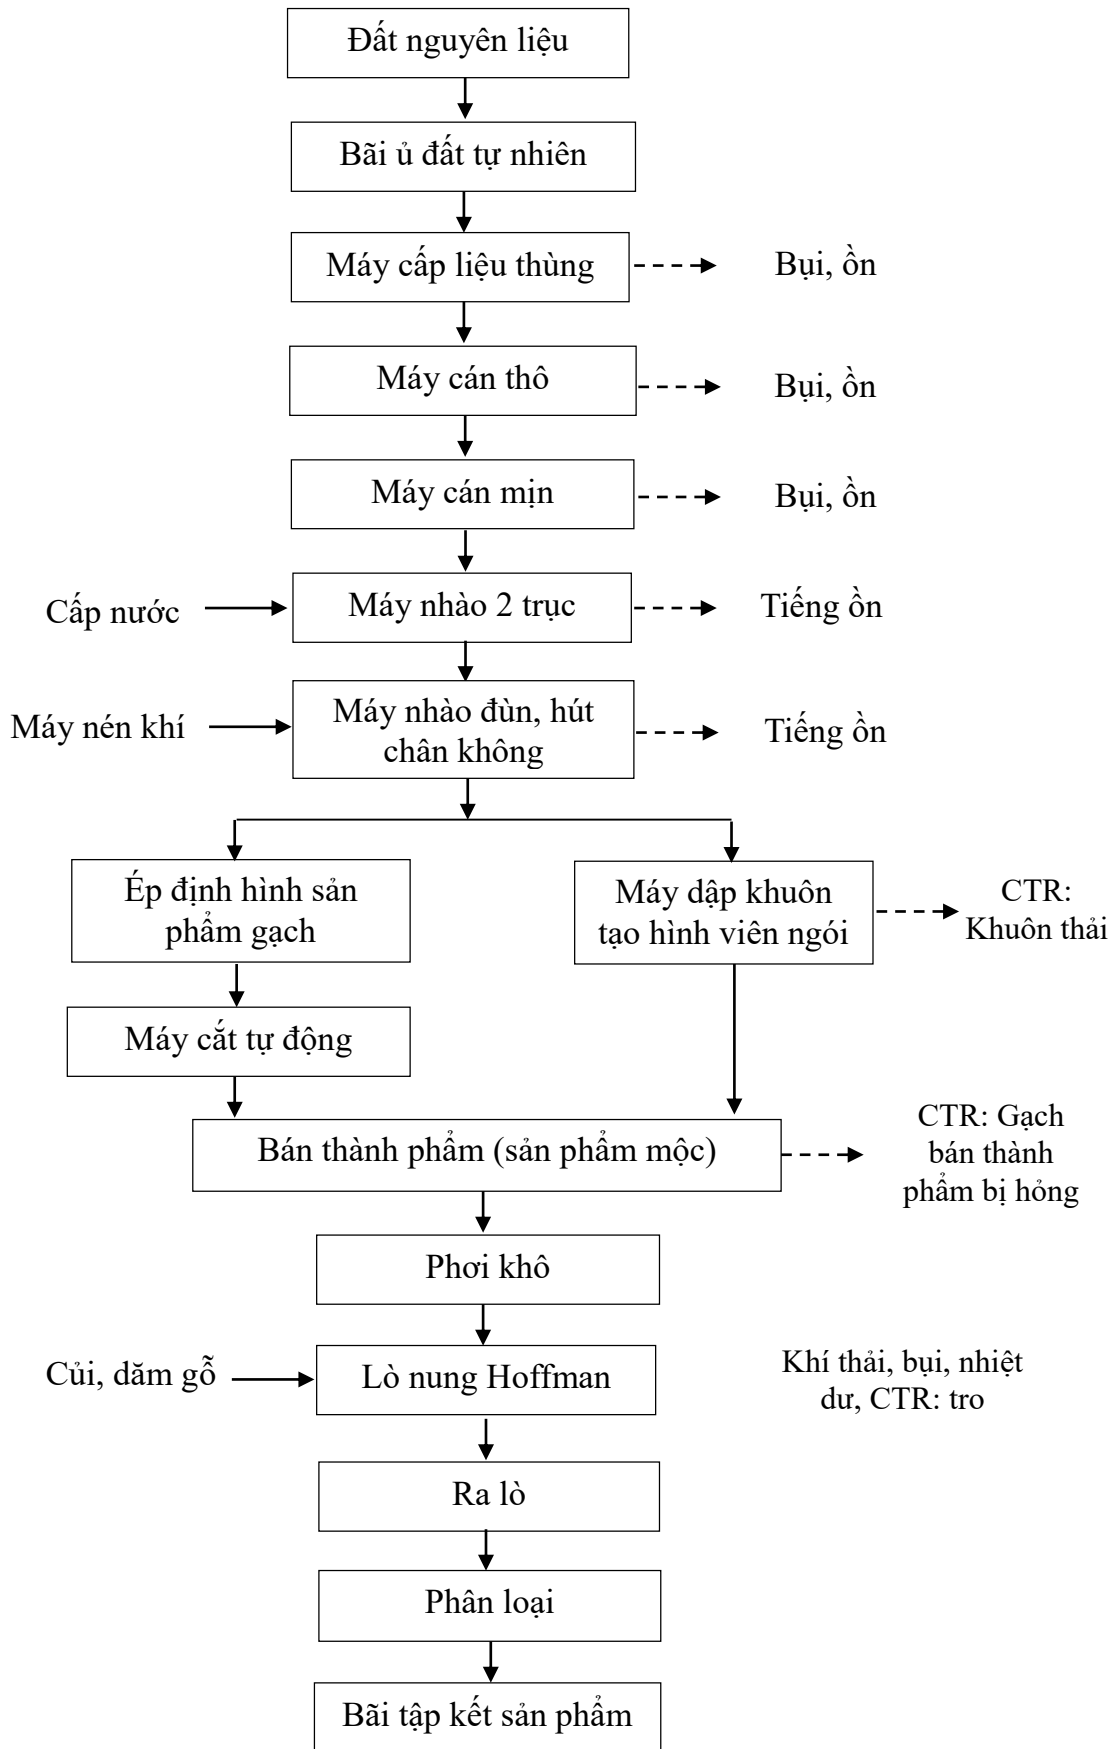 Đất nguyên liệu
Bãi ủ đất tự nhiên
Máy cấp liệu thùng
Bụi, ồn
Máy cán thô
Bụi, ồn
Máy cán mịn
Bụi, ồn
Cấp nước
Máy nhào 2 trục
Tiếng ồn
Máy nén khí
Máy nhào đùn, hút
chân không
Tiếng ồn
Ép định hình sản
phẩm gạch
Máy dập khuôn
tạo hình viên ngói
CTR:
Khuôn thải
Máy cắt tự động
Bán thành phẩm (sản phẩm mộc)
CTR: Gạch
bán thành
phẩm bị hỏng
Phơi khô
Củi, dăm gỗ
Lò nung Hoffman
Khí thải, bụi, nhiệt
dư, CTR: tro
Ra lò
Phân loại
Bãi tập kết sản phẩm